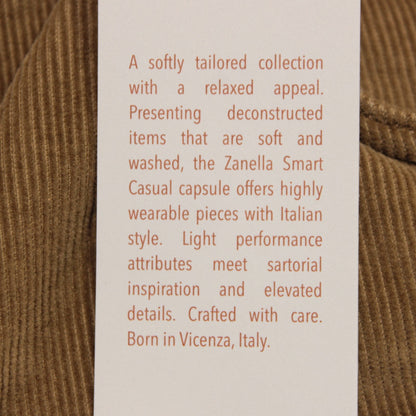 A softly tailored collection
with a relaxed appeal.
Presenting deconstructed
items that are soft and
washed, the Zanella Smart
Casual capsule offers highly
wearable pieces with Italian
style. Light performance
attributes meet sartorial
inspiration and elevated
details. Crafted with care.
Born in Vicenza, Italy.